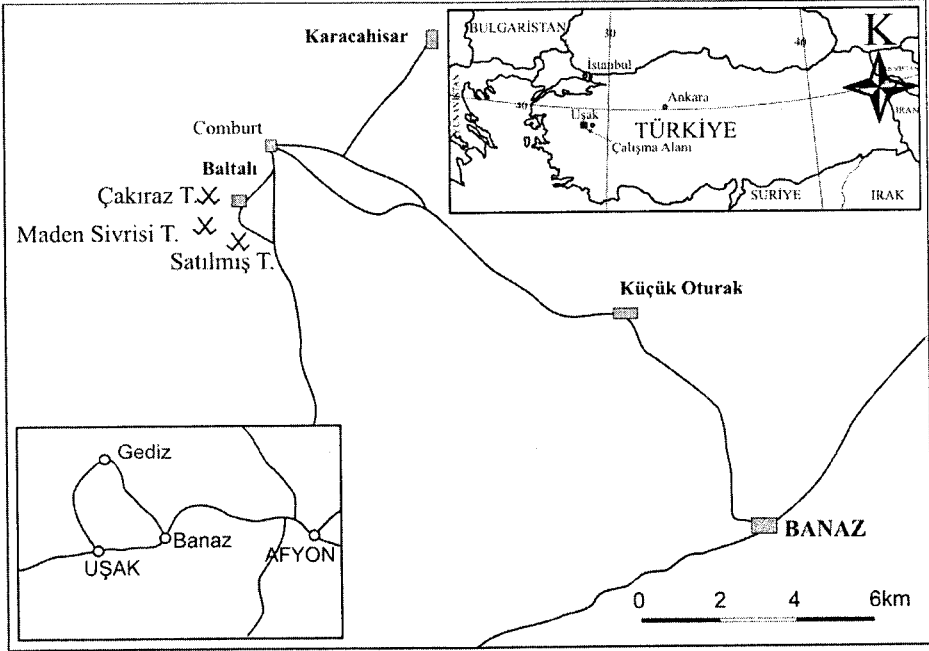 Karacahisar
BULGARİSTAN
30
40
K
İstanbul
40
Ankara
Uşak
TÜRKİYE
Çalışma Alanı
İRAN
SURİYE
IRAK
Comburt
Baltalı
Çakıraz T.
Maden Sivrisi T.
Satılmış T.
Küçük Oturak
Gediz
Banaz
UŞAK
AFYON
BANAZ
0 2 4 6km